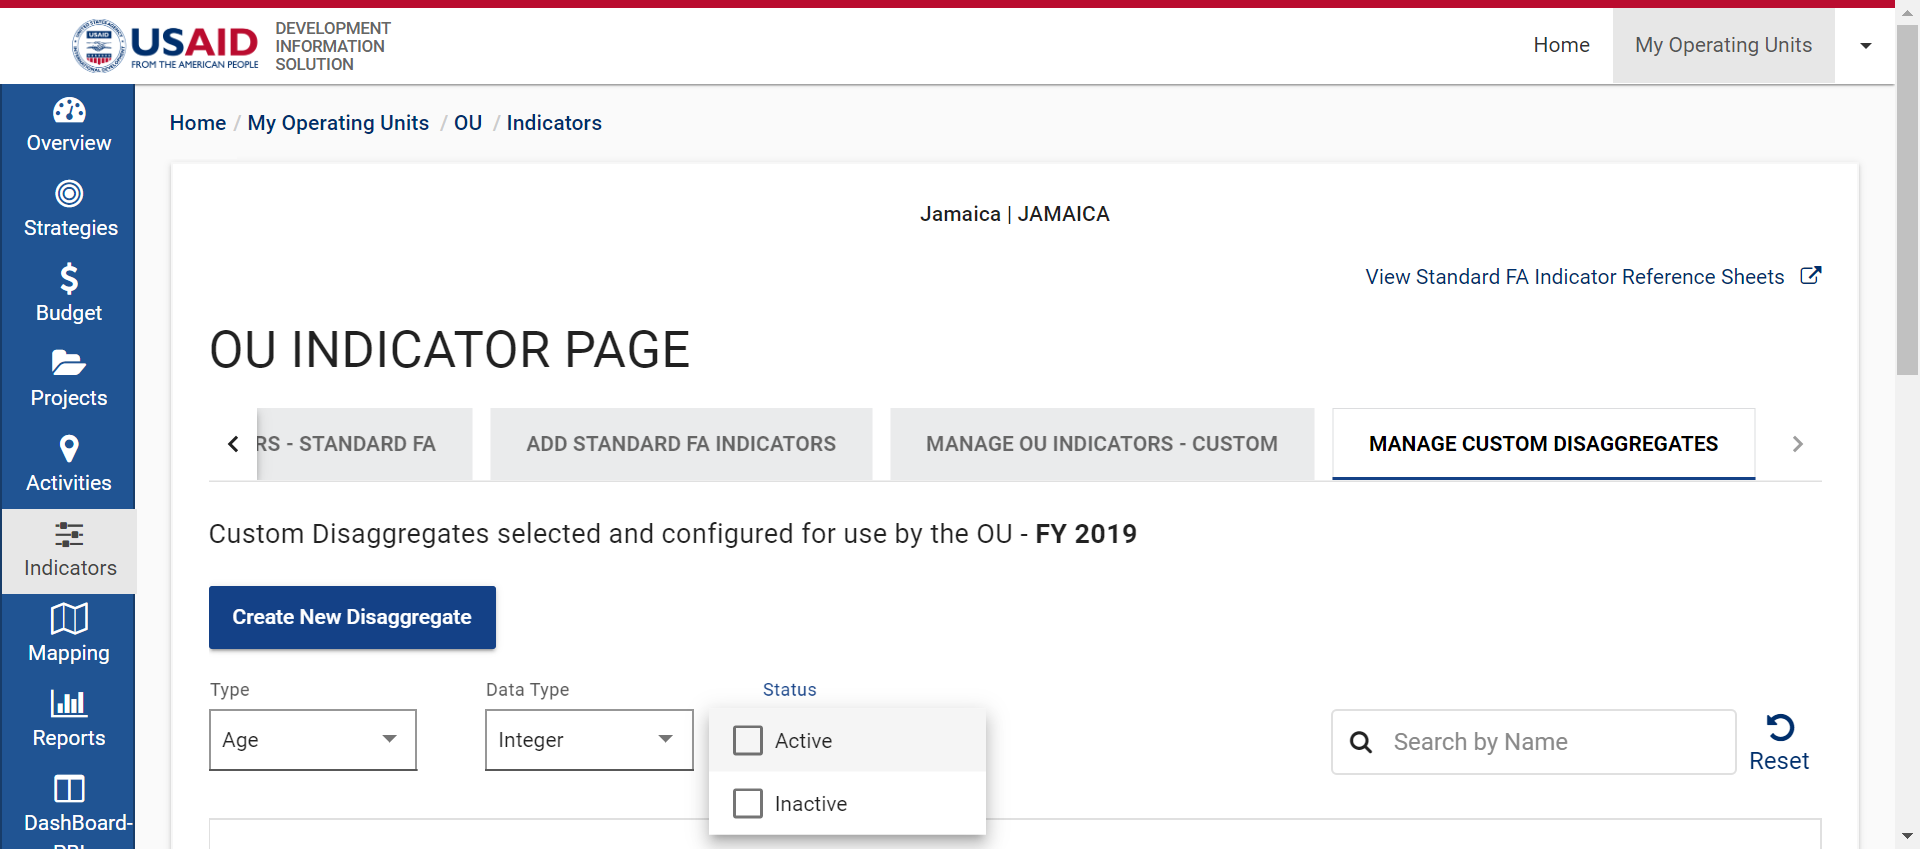 USAID
FROM THE AMERICAN PEOPLE
DEVELOPMENT
INFORMATION
SOLUTION
Home
My Operating Units
Overview
Strategies
Budget
Projects
Activities
Indicators
Mapping
Reports
DashBoard-
Home / My Operating Units / OU / Indicators
Jamaica | JAMAICA
View Standard FA Indicator Reference Sheets
OU INDICATOR PAGE
RS - STANDARD FA
ADD STANDARD FA INDICATORS
MANAGE OU INDICATORS - CUSTOM
MANAGE CUSTOM DISAGGREGATES
Custom Disaggregates selected and configured for use by the OU - FY 2019
Create New Disaggregate
Type
Data Type
Status
Age
Integer
Active
Inactive
Search by Name
Reset